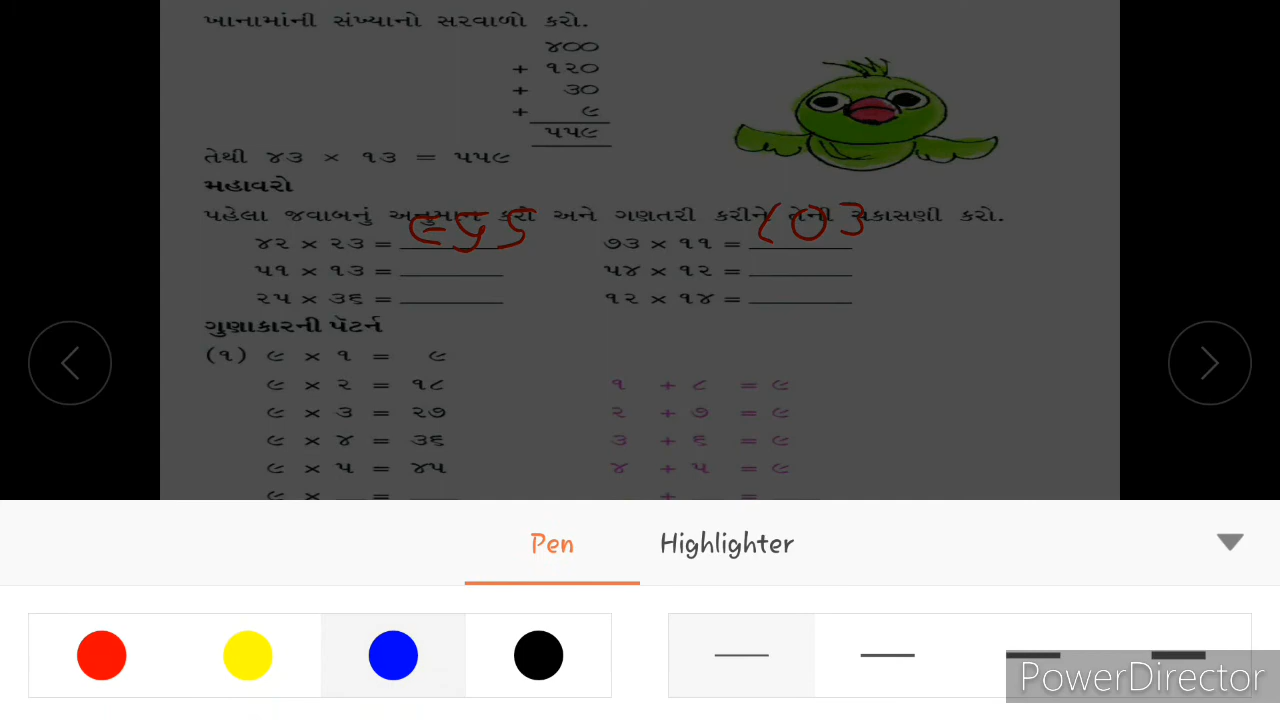 ખાનામાંની સંખ્યાનો સરવાળો કરો.
૪૦૦
+ ૧૨૦
+ ૩૦
+ ૯
૫૫૯
તેથી ૪૩ × ૧૩ = ૫૫૯
મહાવરો
પહેલા જવાબનું અનુમાન કરો અને ગણતરી કરીને તેની ચકાસણી કરો.
૪૨ × ૨૩ = ૯૬૬ ૭૩ × ૧૧ = ૮૦૩
૫૧ × ૧૩ = ૫૪ × ૧૨ =
૨૫ × ૩૬ = ૧૨ × ૧૪ =
ગુણાકારની પૅટર્ન
(૧) ૯ × ૧ = ૯
૯ × ૨ = ૧૮ ૧ + ૮ = ૯
૯ × ૩ = ૨૭ ૨ + ૭ = ૯
૯ × ૪ = ૩૬ ૩ + ૬ = ૯
૯ × ૫ = ૪૫ ૪ + ૫ = ૯
Pen Highlighter
PowerDirector